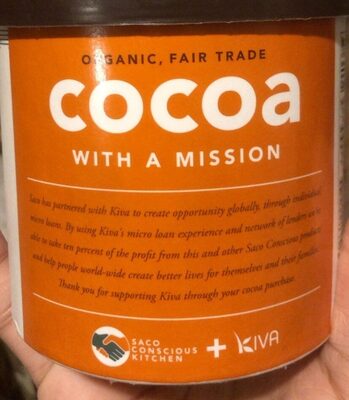 ORGANIC, FAIR TRADE
cocoa
WITH A MISSION
Saco has partnered with Kiva to create opportunity globally, through individual
micro loans. By using Kiva's micro loan experience and network of lenders we're
able to take ten percent of the profit from this and other Saco Conscious products
and help people world-wide create better lives for themselves and their families.
Thank you for supporting Kiva through your cocoa purchase.
SACO
CONSCIOUS
KITCHEN + KIVA